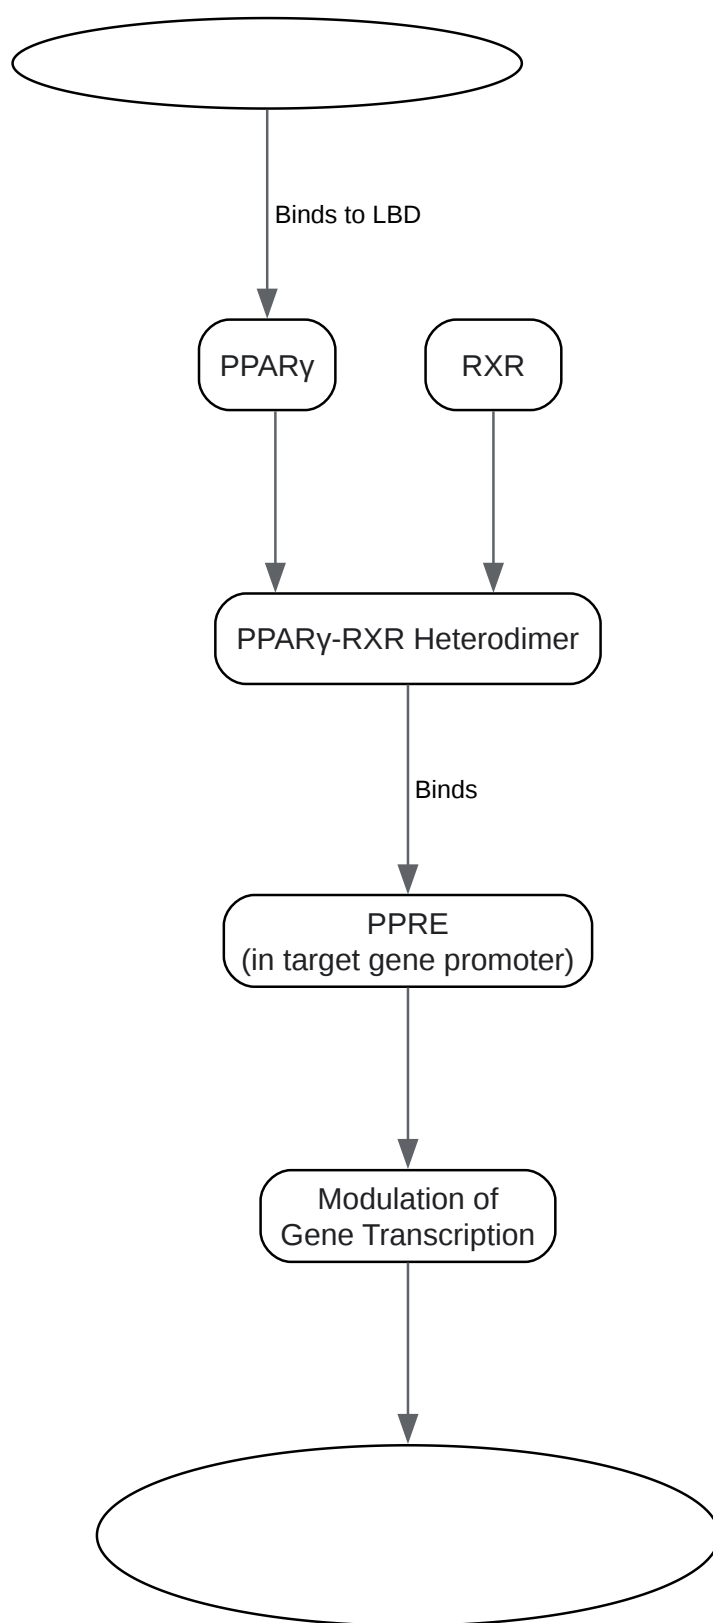 Binds to LBD
PPARγ
RXR
PPARγ-RXR Heterodimer
Binds
PPRE
(in target gene promoter)
Modulation of
Gene Transcription